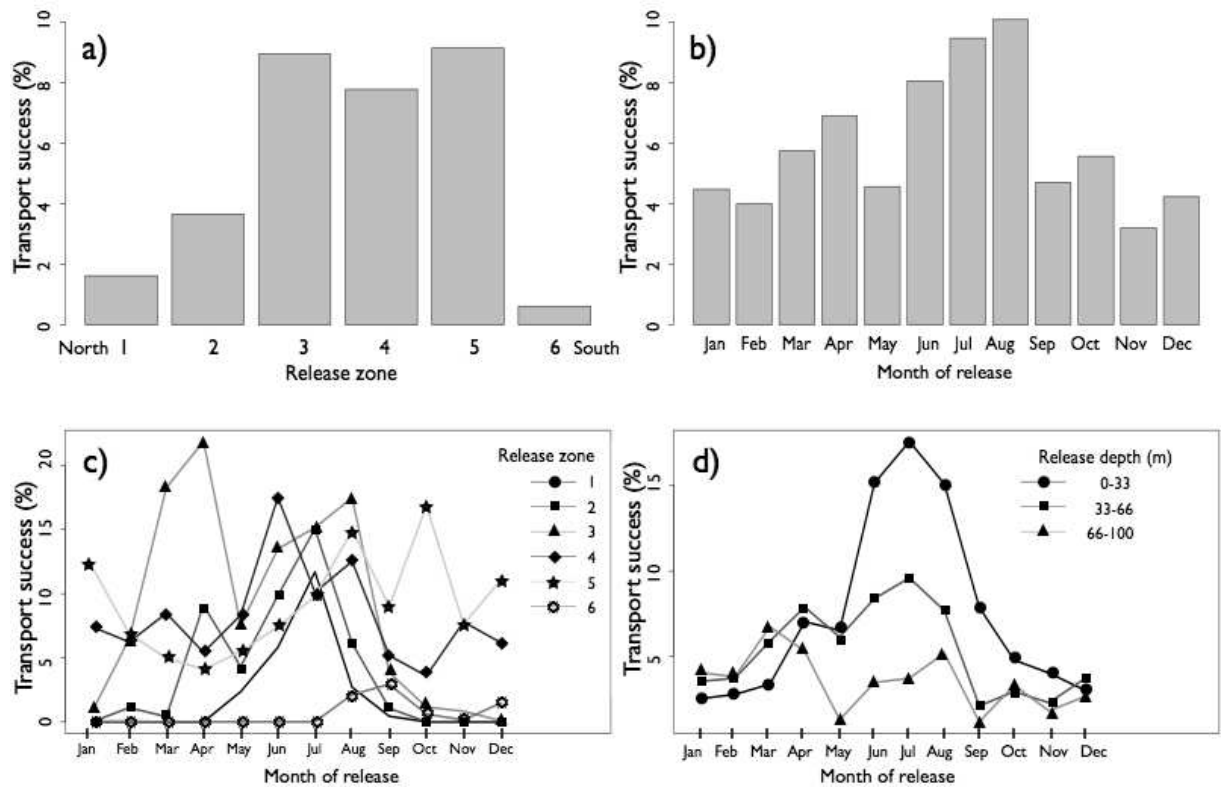 a)
Transport success (%)
10
8
6
4
2
0
North 1 2 3 4 5 6 South
Release zone
b)
Transport success (%)
10
8
6
4
2
0
Jan Feb Mar Apr May Jun Jul Aug Sep Oct Nov Dec
Month of release
c)
Transport success (%)
20
15
10
5
0
Release zone
1
2
3
4
5
6
Jan Feb Mar Apr May Jun Jul Aug Sep Oct Nov Dec
Month of release
d)
Transport success (%)
15
10
5
Release depth (m)
0-33
33-66
66-100
Jan Feb Mar Apr May Jun Jul Aug Sep Oct Nov Dec
Month of release